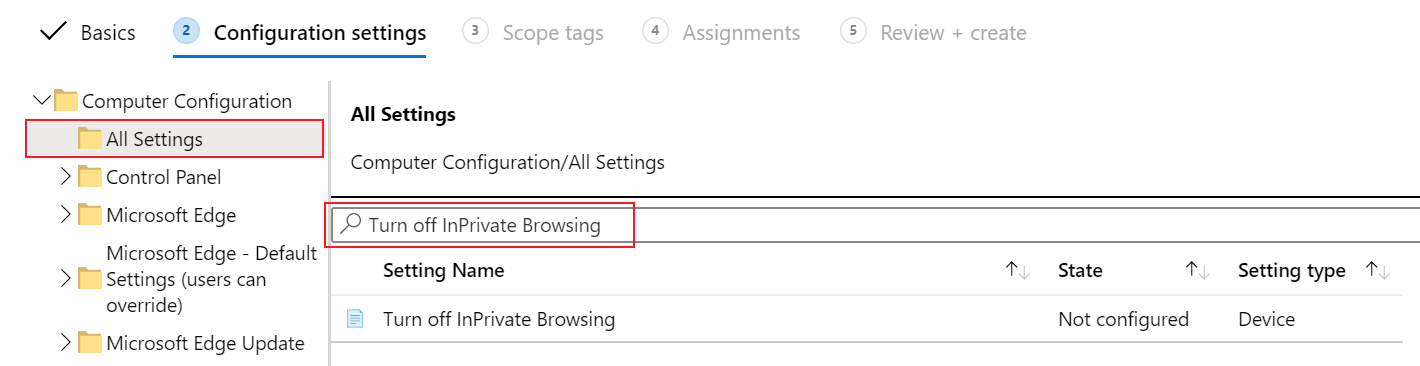 Basics
2 Configuration settings
3 Scope tags
4 Assignments
5 Review + create
Computer Configuration
All Settings
Control Panel
Microsoft Edge
Microsoft Edge - Default
Settings (users can
override)
Microsoft Edge Update
All Settings
Computer Configuration/All Settings
Turn off InPrivate Browsing
Setting Name State Setting type
Turn off InPrivate Browsing Not configured Device